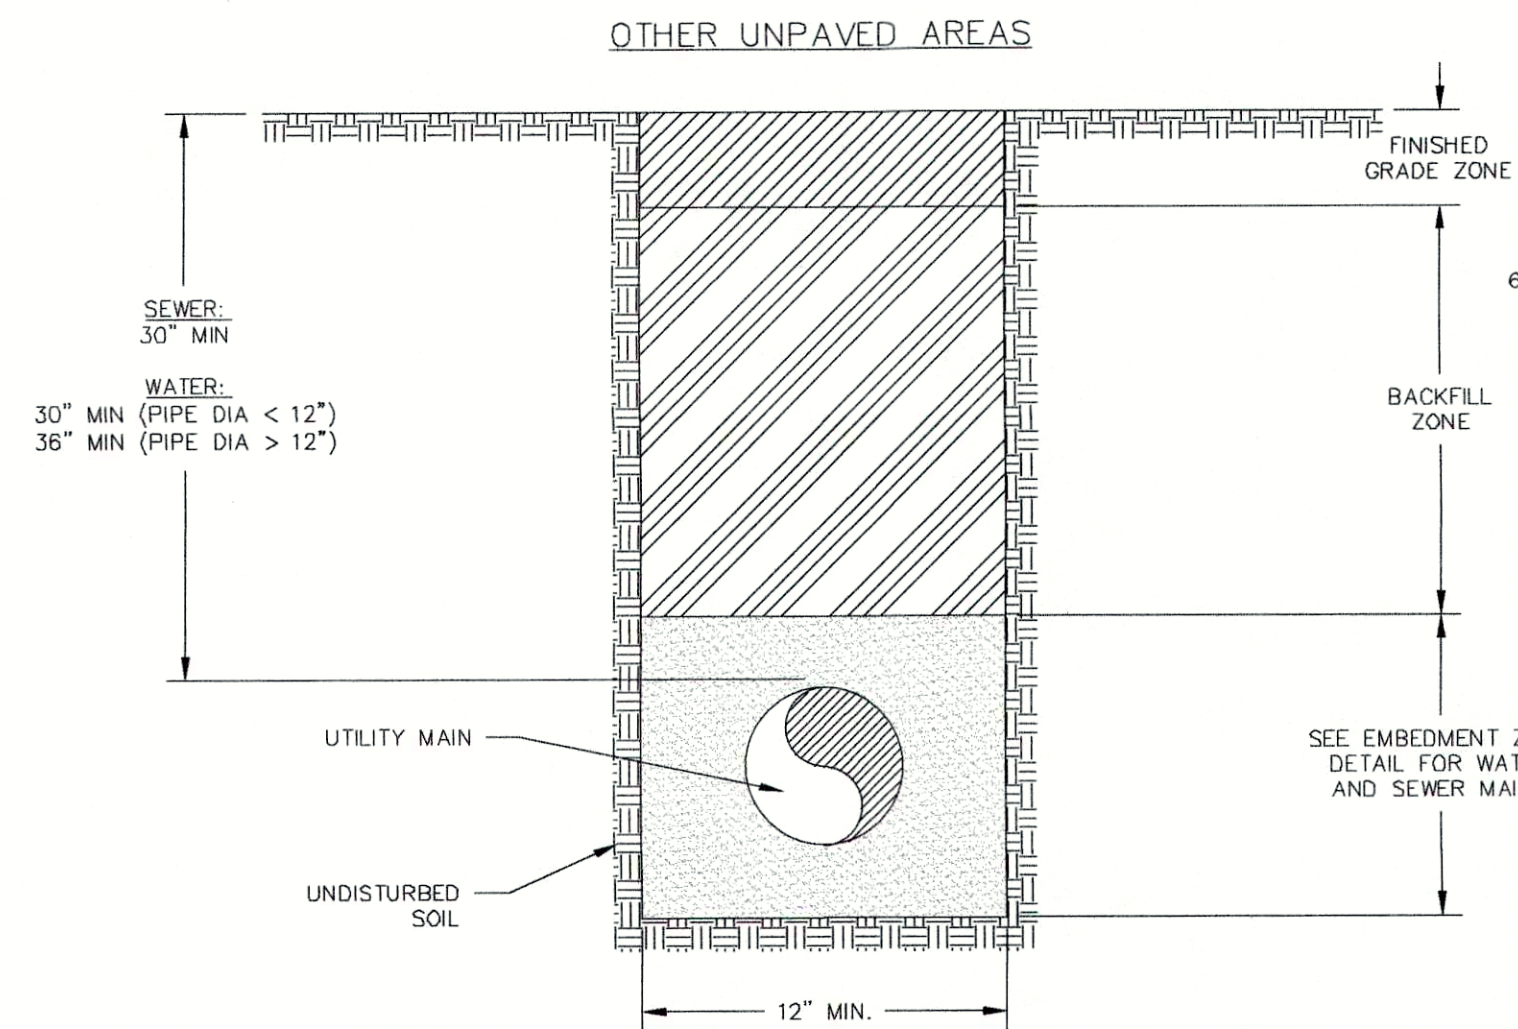 OTHER UNPAVED AREAS
FINISHED
GRADE ZONE
6
SEWER:
30" MIN
WATER:
30" MIN (PIPE DIA < 12")
36" MIN (PIPE DIA > 12")
BACKFILL
ZONE
UTILITY MAIN
SEE EMBEDMENT
DETAIL FOR
AND SEWER
UNDISTURBED
SOIL
12" MIN.